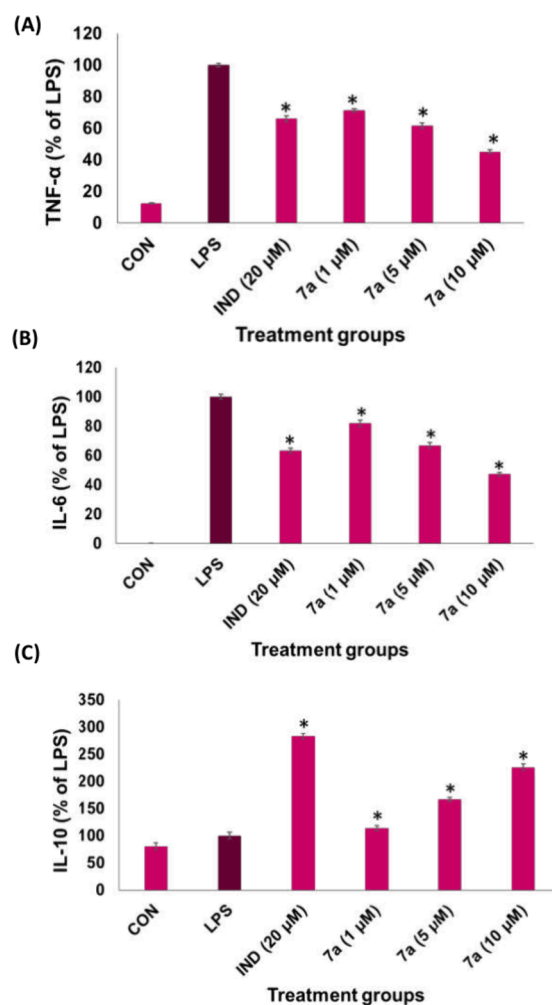 (A)
TNF-α (% of LPS)
120
100
80
60
40
20
0
*
*
*
*
CON
LPS
IND (20 µM)
7a (1 µM)
7a (5 µM)
7a (10 µM)
Treatment groups
(B)
IL-6 (% of LPS)
120
100
80
60
40
20
0
*
*
*
*
CON
LPS
IND (20 µM)
7a (1 µM)
7a (5 µM)
7a (10 µM)
Treatment groups
(C)
IL-10 (% of LPS)
350
300
250
200
150
100
50
0
*
*
*
*
CON
LPS
IND (20 µM)
7a (1 µM)
7a (5 µM)
7a (10 µM)
Treatment groups